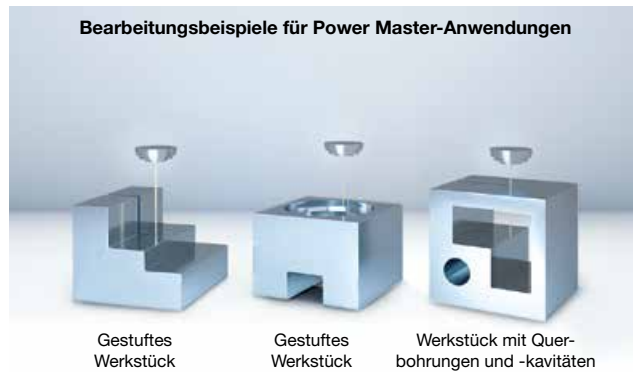 Bearbeitungsbeispiele für Power Master-Anwendungen
Gestuftes
Werkstück
Gestuftes
Werkstück
Werkstück mit Quer-
bohrungen und -kavitäten